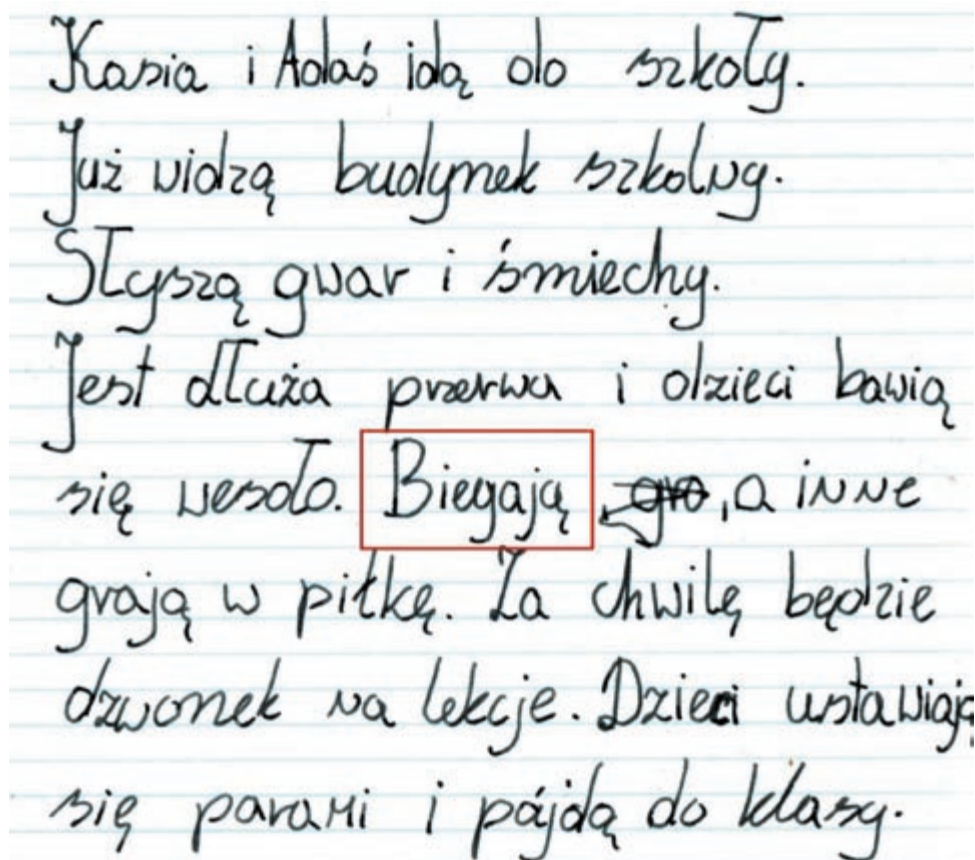 Kasia i Adaś idą do szkoły.
Już widzą budynek szkolny.
Słyszą gwar i śmiechy.
Jest dłuża przerwa i dzieci bawią
się wesoło. Biegają, a inne
grają w piłkę. Za chwilę będzie
dzwonek na lekcje. Dzieci ustawiają
się parami i pójdą do klasy.